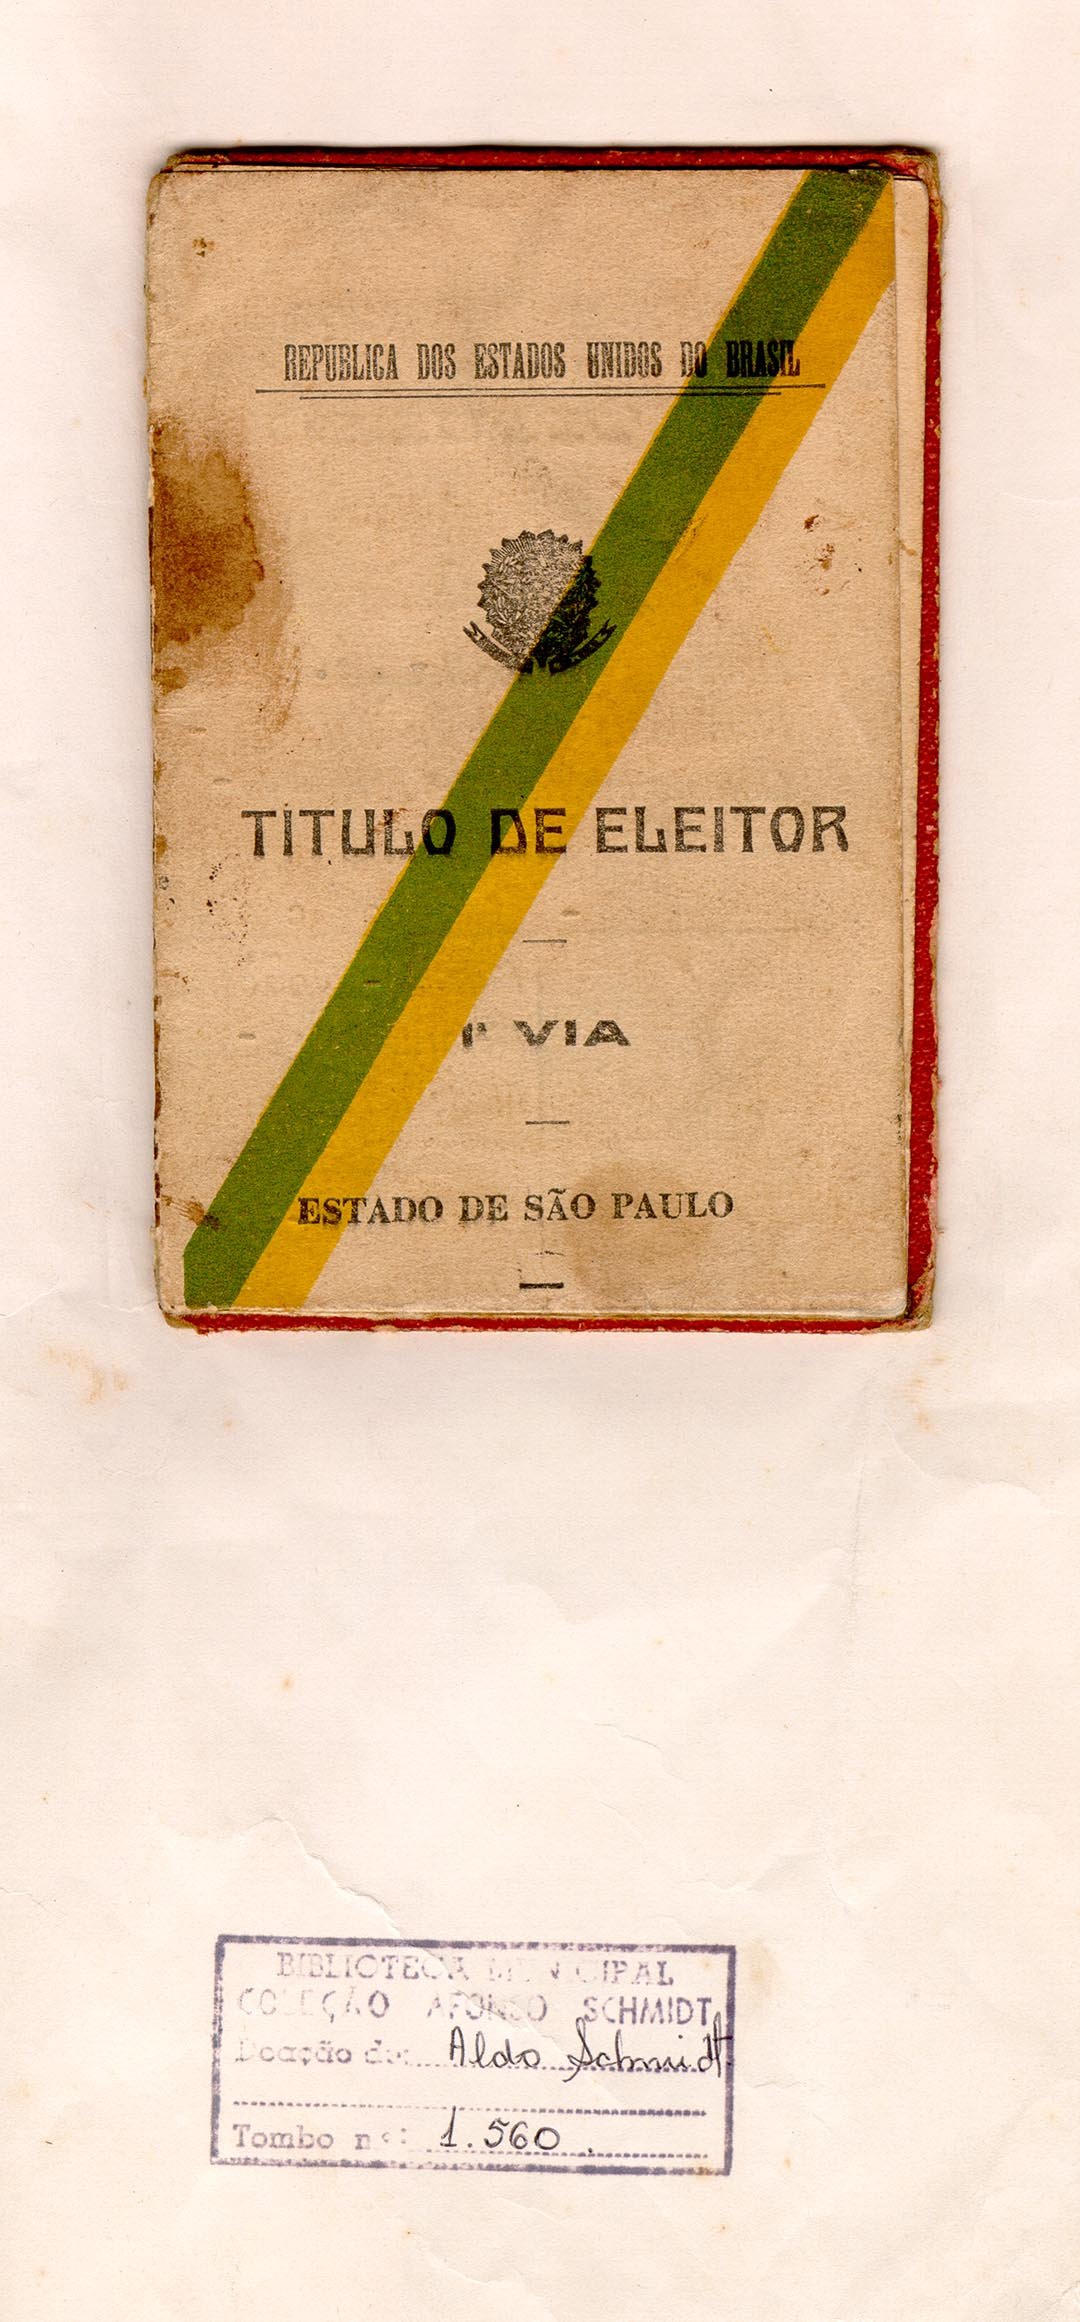 REPUBLICA DOS ESTADOS UNIDOS DO BRASIL
TITULO DE ELEITOR
1ª VIA
ESTADO DE SÃO PAULO
BIBLIOTECA MUNICIPAL
COLEÇÃO AFONSO SCHMIDT
Doação de: Aldo Schmidt
Tombo nº: 1.560.